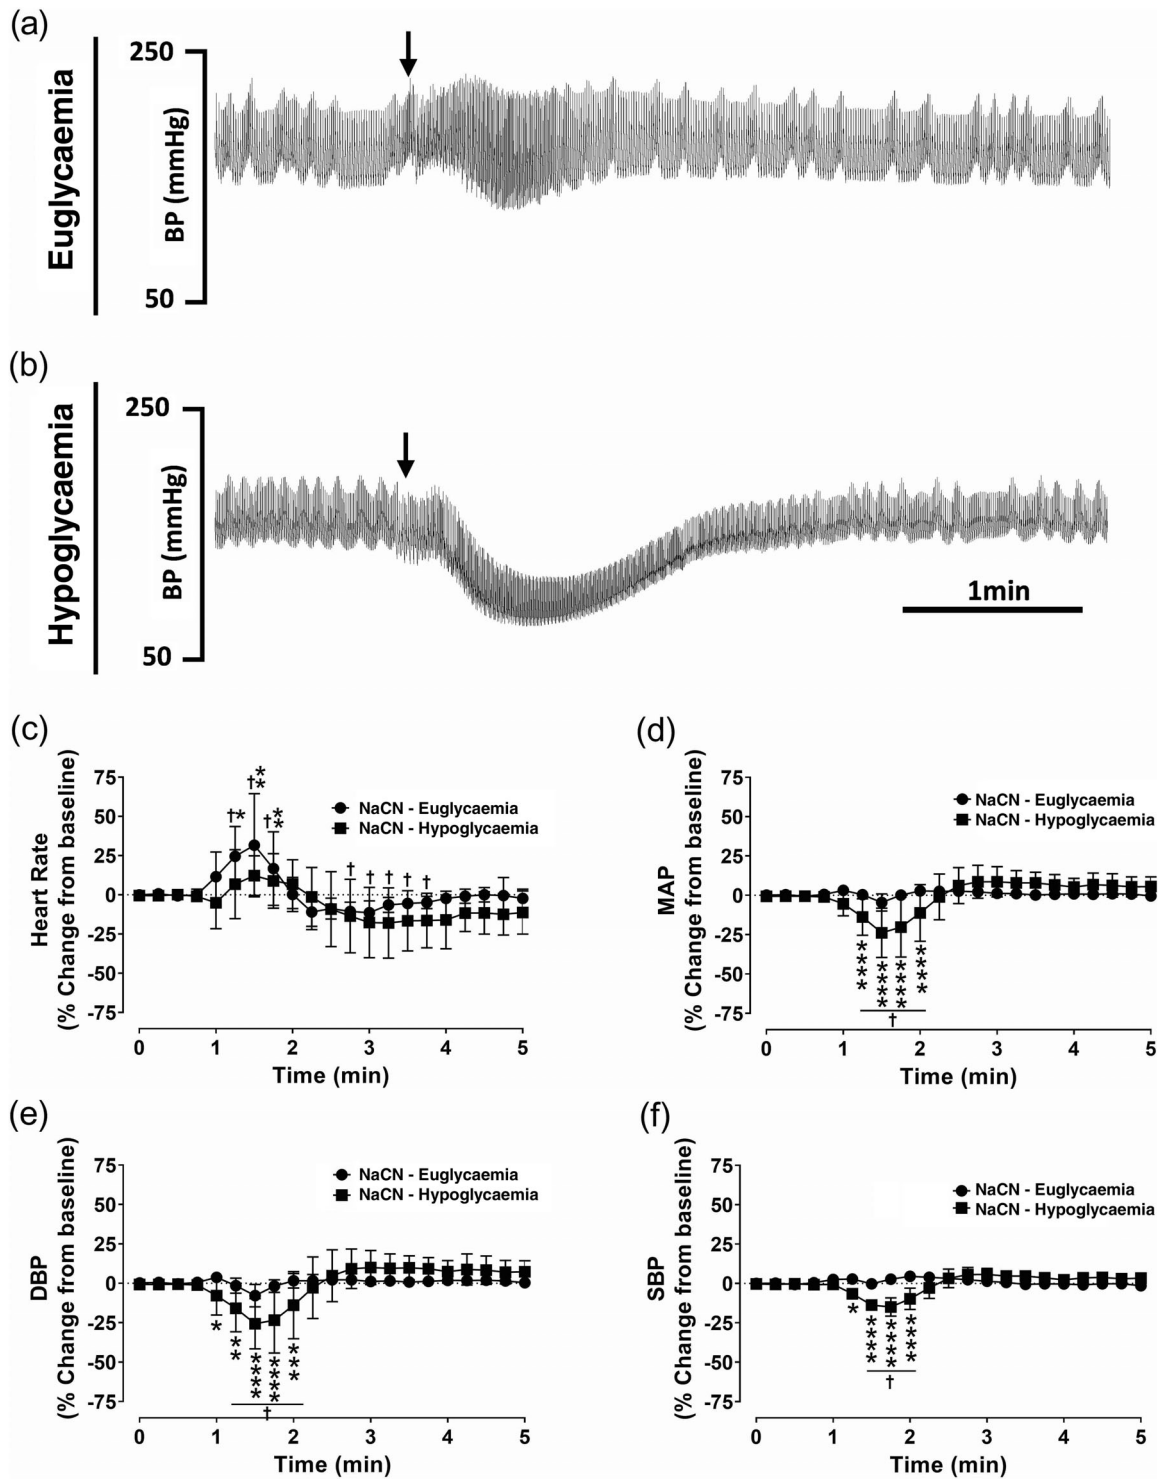 (a)
Euglycaemia
250
BP (mmHg)
50
(b)
Hypoglycaemia
250
BP (mmHg)
50
1min
(c)
Heart Rate
(% Change from baseline)
75
50
25
0
-25
-50
-75
†*
†**
†**
† † † † †
NaCN - Euglycaemia
NaCN - Hypoglycaemia
0 1 2 3 4 5
Time (min)
(d)
MAP
(% Change from baseline)
75
50
25
0
-25
-50
-75
NaCN - Euglycaemia
NaCN - Hypoglycaemia
**** **** **** ****
†
0 1 2 3 4 5
Time (min)
(e)
DBP
(% Change from baseline)
75
50
25
0
-25
-50
-75
NaCN - Euglycaemia
NaCN - Hypoglycaemia
* ** **** **** ***
†
0 1 2 3 4 5
Time (min)
(f)
SBP
(% Change from baseline)
75
50
25
0
-25
-50
-75
NaCN - Euglycaemia
NaCN - Hypoglycaemia
* **** **** ****
†
0 1 2 3 4 5
Time (min)